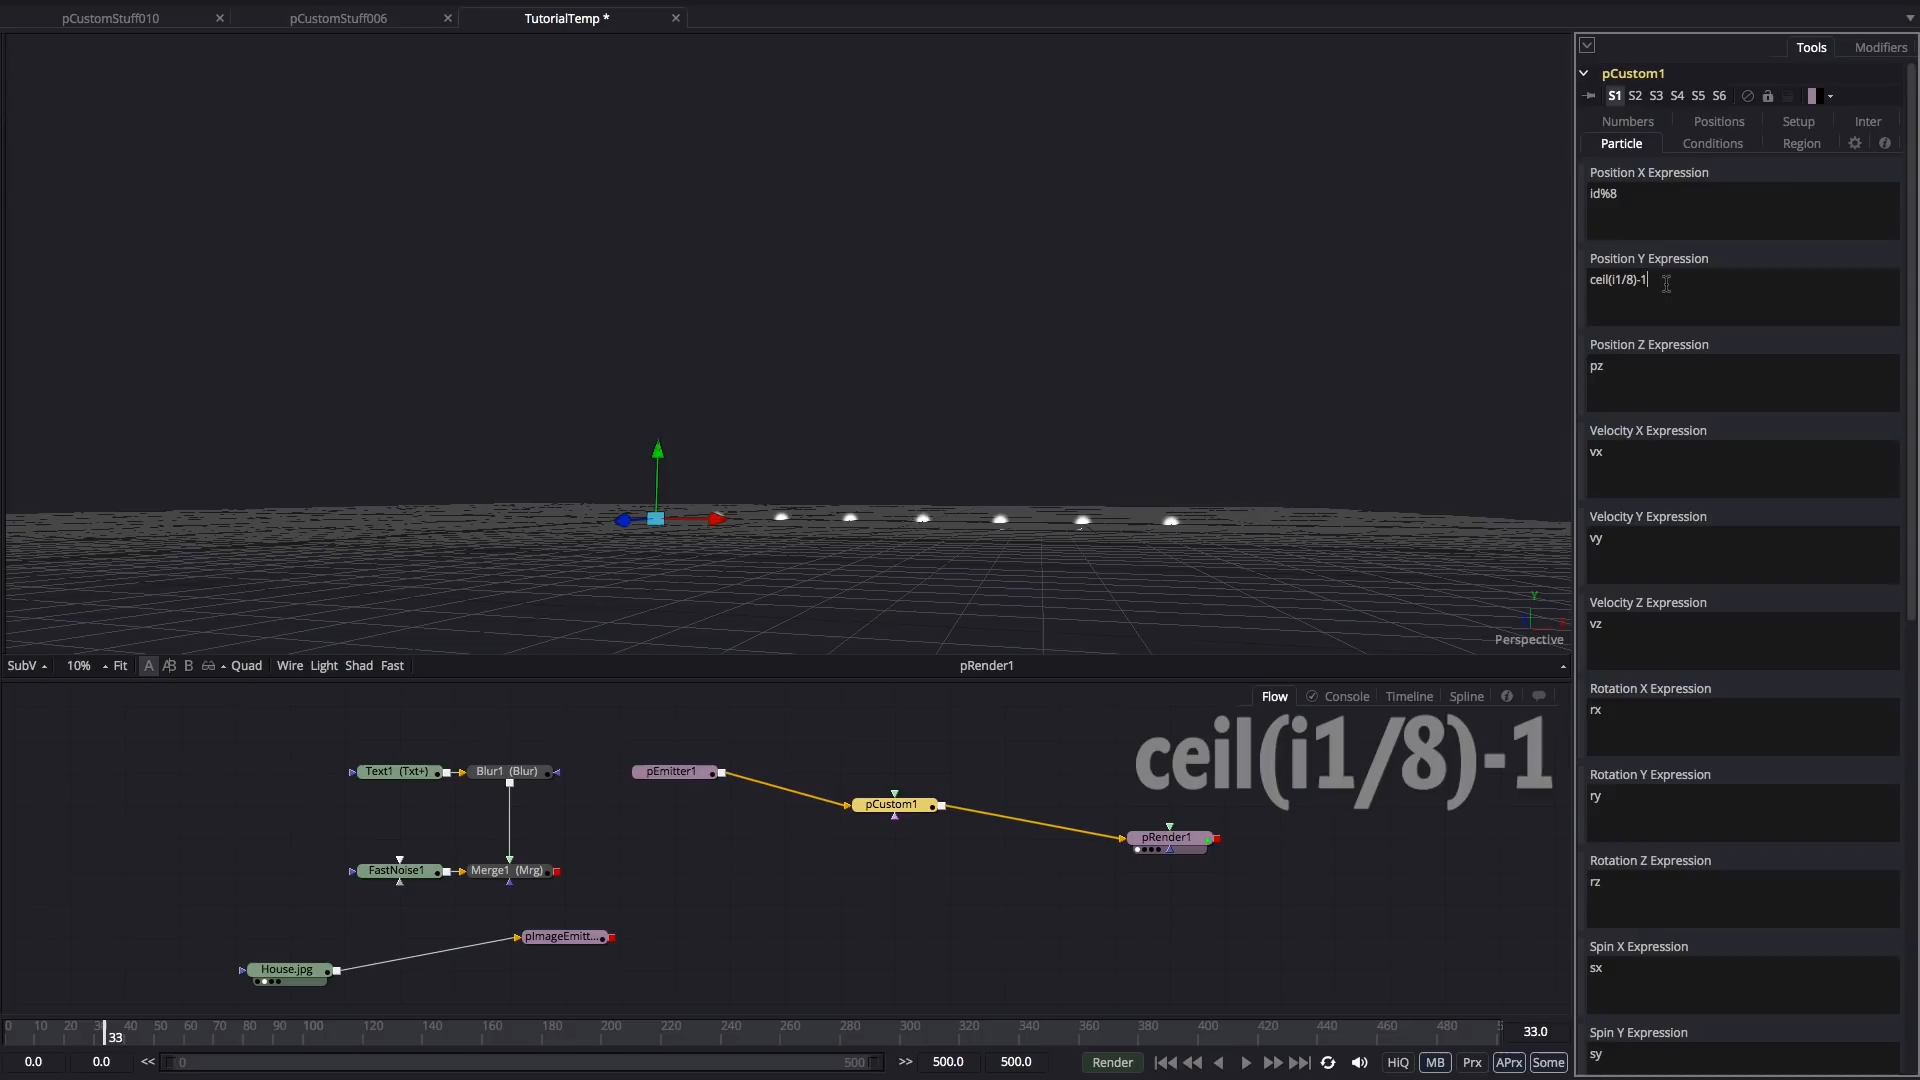 pCustomStuff010
pCustomStuff006
TutorialTemp *
Tools
Modifiers
pCustom1
S1 S2 S3 S4 S5 S6
Numbers
Positions
Setup
Inter
Particle
Conditions
Region
Position X Expression
id%8
Position Y Expression
ceil(i1/8)-1
Position Z Expression
pz
Velocity X Expression
vx
Velocity Y Expression
vy
Velocity Z Expression
vz
Rotation X Expression
rx
Rotation Y Expression
ry
Rotation Z Expression
rz
Spin X Expression
sx
Spin Y Expression
sy
Y
Perspective
SubV
10%
Fit
A
B
Quad
Wire
Light
Shad
Fast
pRender1
Flow
Console
Timeline
Spline
ceil(i1/8)-1
Text1 (Txt+)
Blur1 (Blur)
pEmitter1
pCustom1
pRender1
FastNoise1
Merge1 (Mrg)
pImageEmitt...
House.jpg
0 10 20 40 50 60 70 80 90 100 120 140 160 180 200 220 240 260 280 300 320 340 360 380 400 420 440 460 480
33
33.0
0.0
0.0
<<
0
500
>>
500.0
500.0
Render
HiQ
MB
Prx
APrx
Some